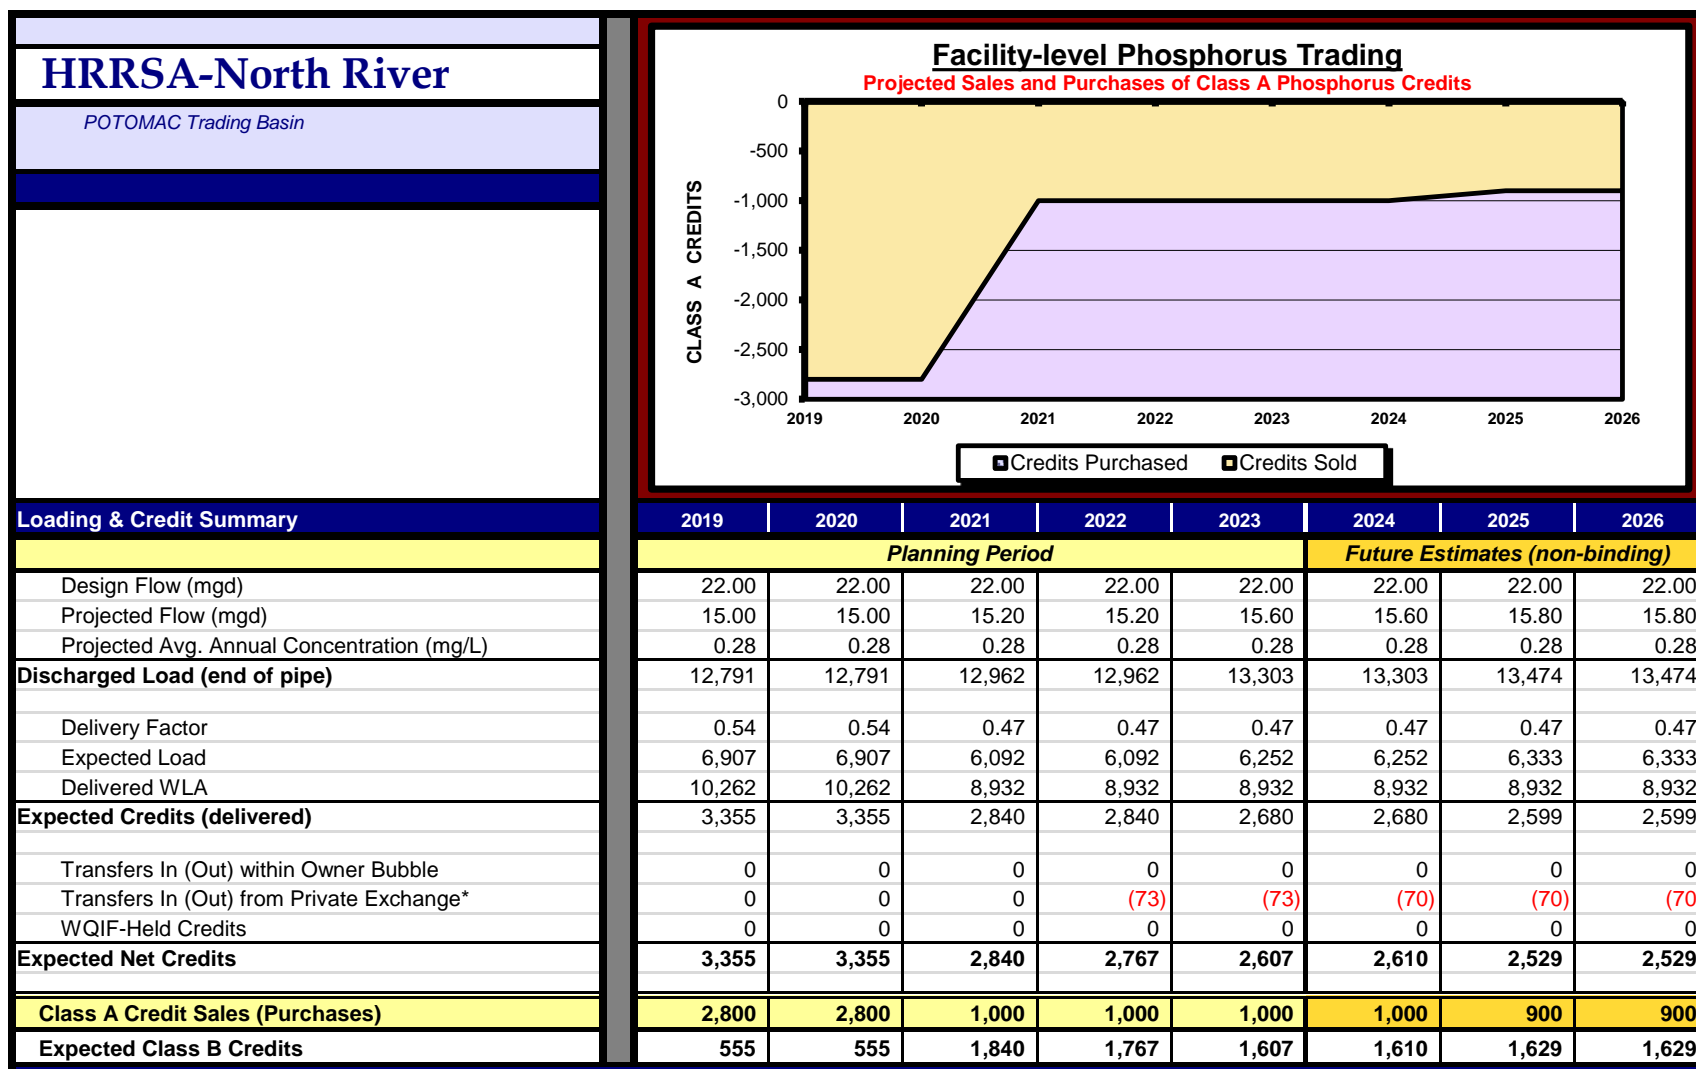 HRRSA-North River
POTOMAC Trading Basin
Facility-level Phosphorus Trading
Projected Sales and Purchases of Class A Phosphorus Credits
CLASS A CREDITS
0
-500
-1,000
-1,500
-2,000
-2,500
-3,000
2019 2020 2021 2022 2023 2024 2025 2026
Credits Purchased Credits Sold
Loading & Credit Summary 2019 2020 2021 2022 2023 2024 2025 2026
Planning Period Future Estimates (non-binding)
Design Flow (mgd) 22.00 22.00 22.00 22.00 22.00 22.00 22.00 22.00
Projected Flow (mgd) 15.00 15.00 15.20 15.20 15.60 15.60 15.80 15.80
Projected Avg. Annual Concentration (mg/L) 0.28 0.28 0.28 0.28 0.28 0.28 0.28 0.28
Discharged Load (end of pipe) 12,791 12,791 12,962 12,962 13,303 13,303 13,474 13,474
Delivery Factor 0.54 0.54 0.47 0.47 0.47 0.47 0.47 0.47
Expected Load 6,907 6,907 6,092 6,092 6,252 6,252 6,333 6,333
Delivered WLA 10,262 10,262 8,932 8,932 8,932 8,932 8,932 8,932
Expected Credits (delivered) 3,355 3,355 2,840 2,840 2,680 2,680 2,599 2,599
Transfers In (Out) within Owner Bubble 0 0 0 0 0 0 0 0
Transfers In (Out) from Private Exchange* 0 0 0 (73) (73) (70) (70) (70
WQIF-Held Credits 0 0 0 0 0 0 0 0
Expected Net Credits 3,355 3,355 2,840 2,767 2,607 2,610 2,529 2,529
Class A Credit Sales (Purchases) 2,800 2,800 1,000 1,000 1,000 1,000 900 900
Expected Class B Credits 555 555 1,840 1,767 1,607 1,610 1,629 1,629